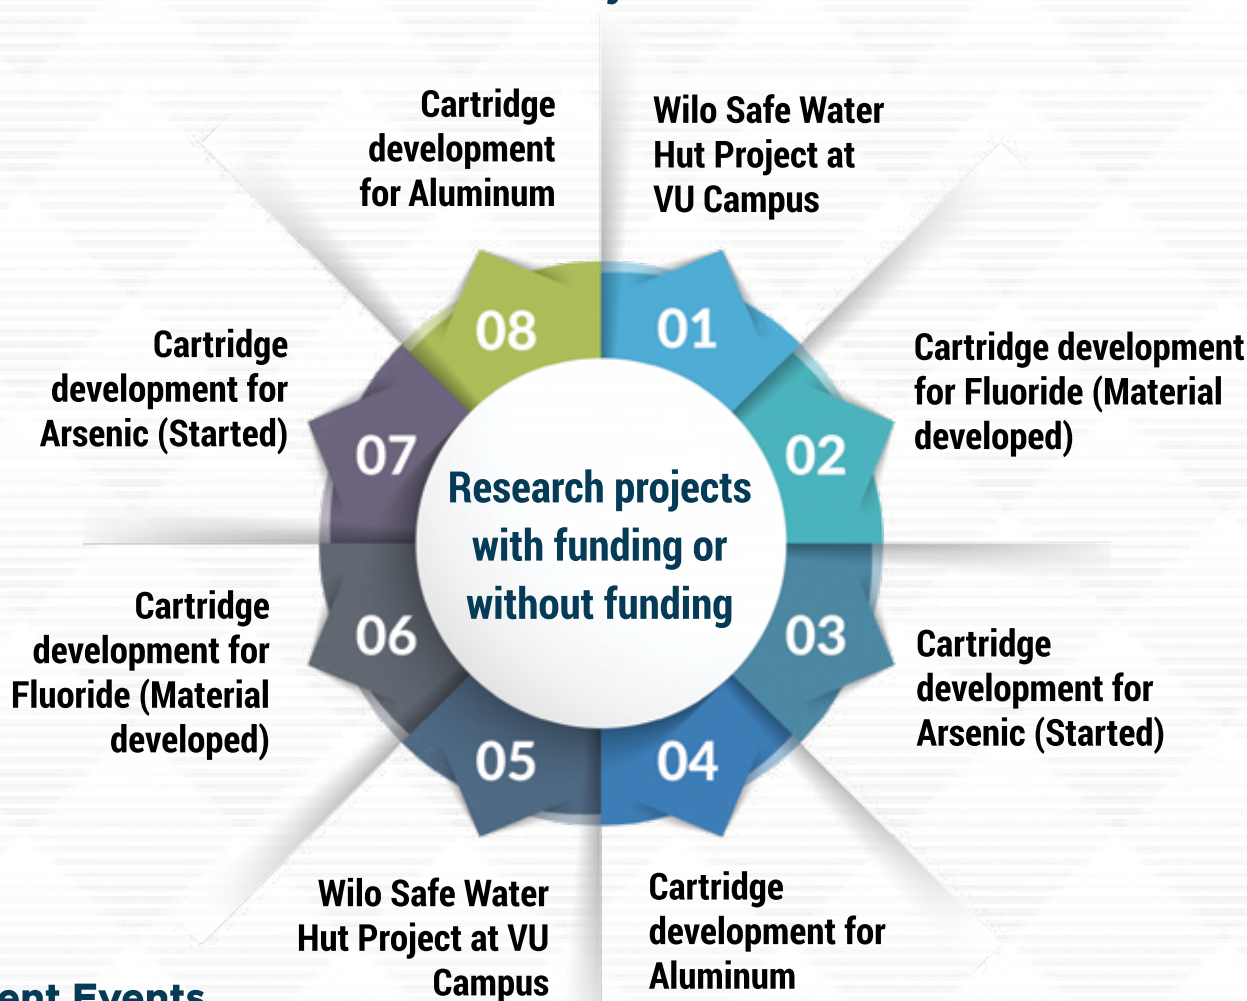 Cartridge
development
for Aluminum
Wilo Safe Water
Hut Project at
VU Campus
08
01
Cartridge
development for
Arsenic (Started)
Cartridge development
for Fluoride (Material
developed)
07
02
Research projects
with funding or
without funding
Cartridge
development for
Fluoride (Material
developed)
06
03
Cartridge
development for
Arsenic (Started)
05
04
Wilo Safe Water
Hut Project at VU
Campus
Cartridge
development for
Aluminum
Events